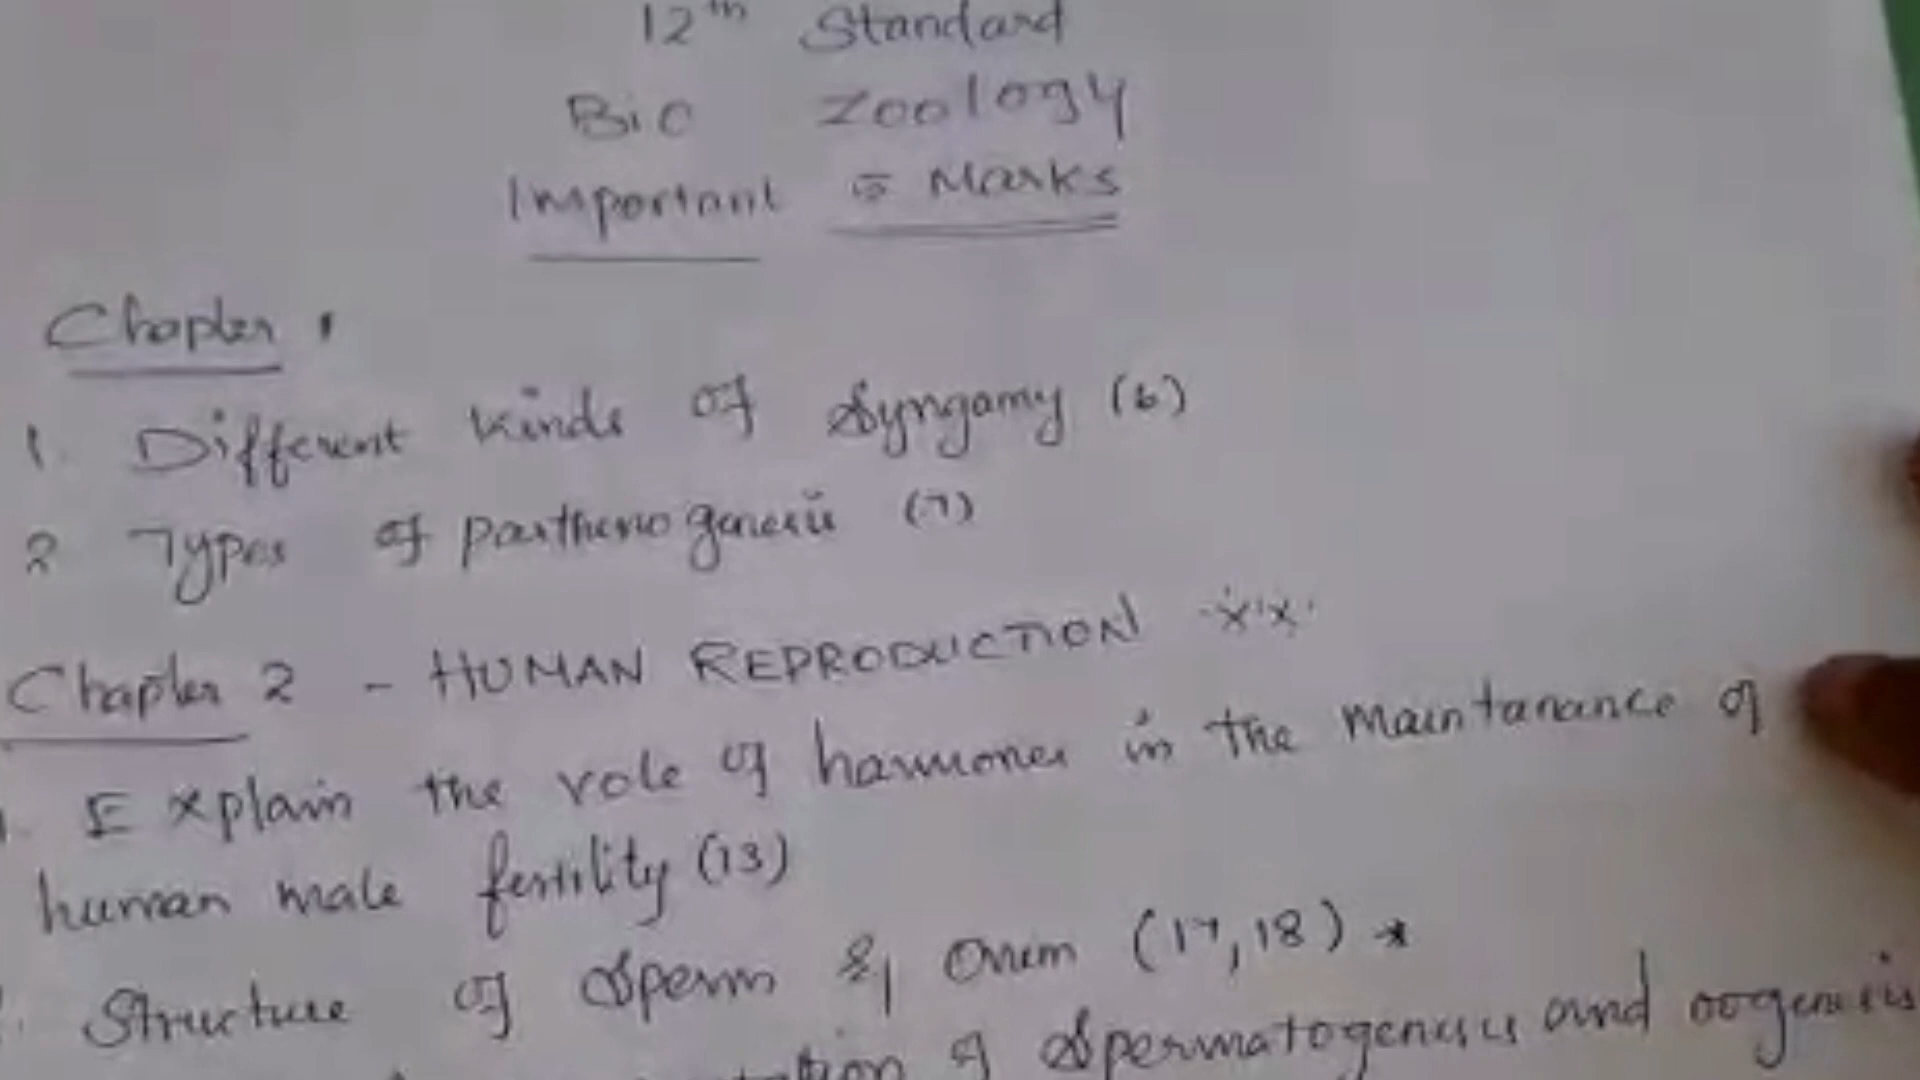 12th Standard
Bio Zoology
Important 5 Marks
Chapter 1
1. Different kinds of Syngamy (6)
2 Types of parthenogenesis (7)
Chapter 2 - HUMAN REPRODUCTION
1. Explain the role of harmones in the Maintanance of
human male fertility (13)
Structure of Sperm & Ovum (17,18) *
of Spermatogenesis and oogenesis